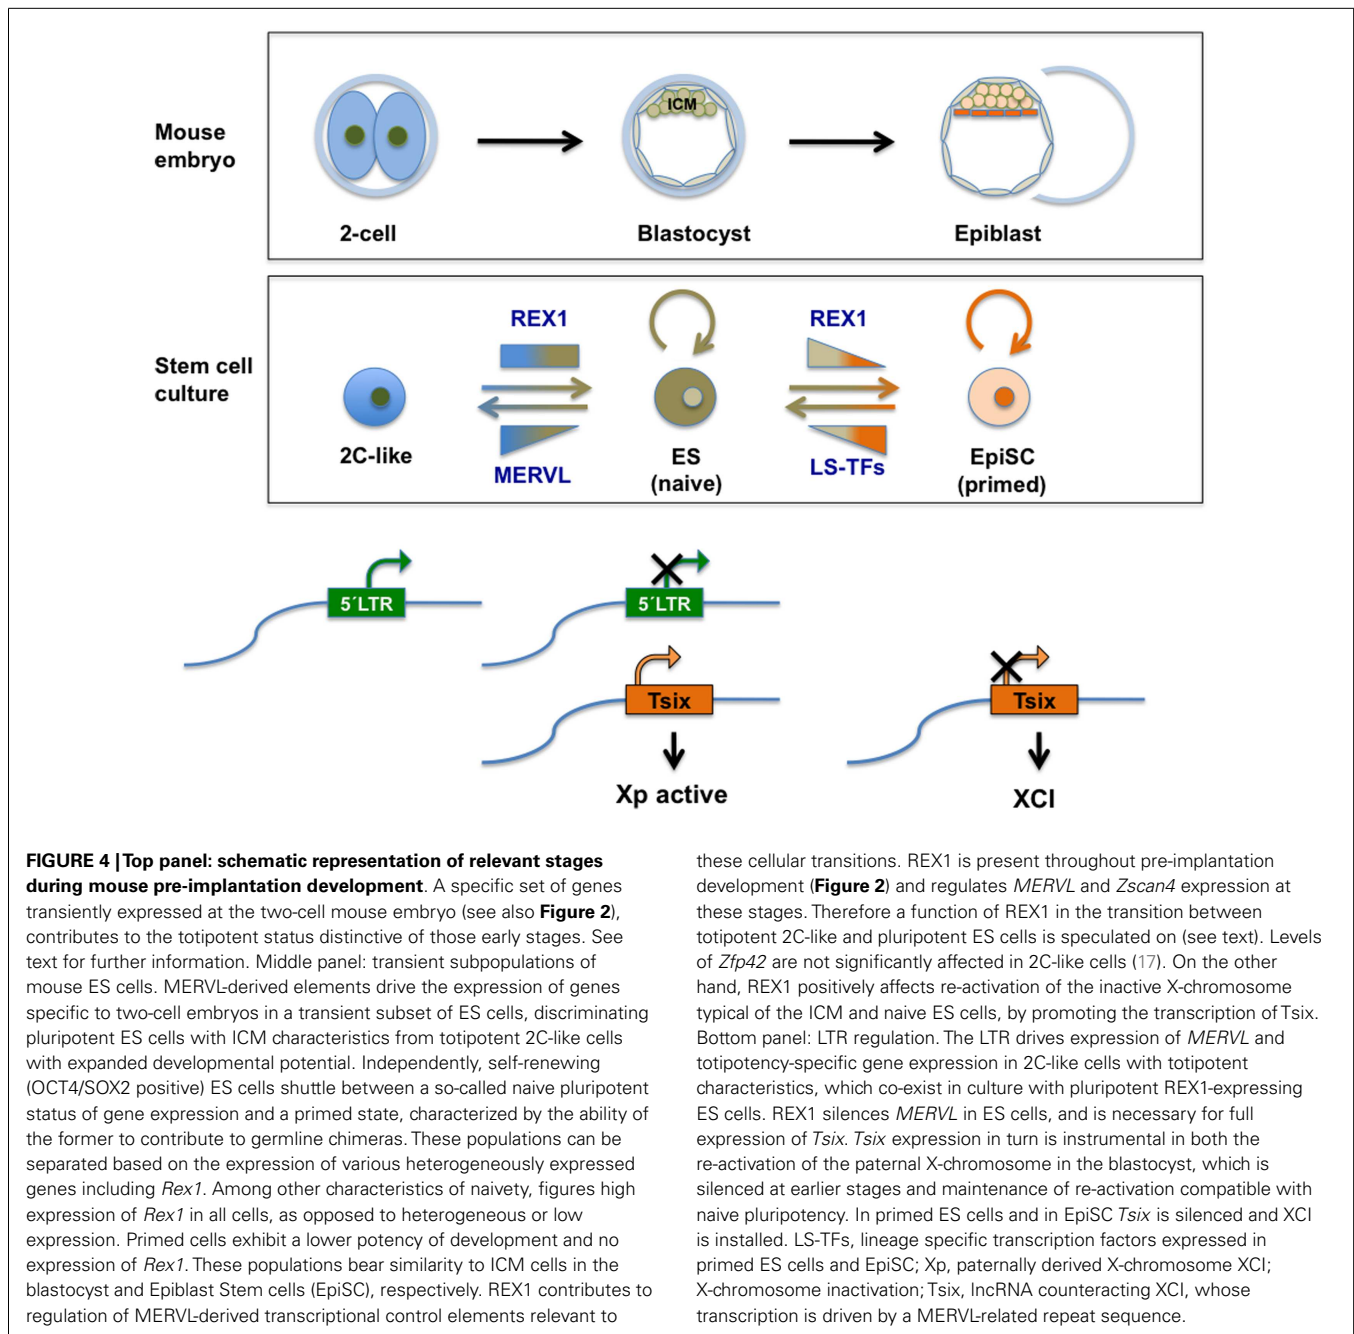 Mouse
embryo
ICM
2-cell
Blastocyst
Epiblast
Stem cell
culture
REX1
REX1
2C-like
MERVL
ES
(naive)
LS-TFs
EpiSC
(primed)
5´LTR
5´LTR
Tsix
Tsix
Xp active
XCI
FIGURE 4 | Top panel: schematic representation of relevant stages
during mouse pre-implantation development. A specific set of genes
transiently expressed at the two-cell mouse embryo (see also Figure 2),
contributes to the totipotent status distinctive of those early stages. See
text for further information. Middle panel: transient subpopulations of
mouse ES cells. MERVL-derived elements drive the expression of genes
specific to two-cell embryos in a transient subset of ES cells, discriminating
pluripotent ES cells with ICM characteristics from totipotent 2C-like cells
with expanded developmental potential. Independently, self-renewing
(OCT4/SOX2 positive) ES cells shuttle between a so-called naive pluripotent
status of gene expression and a primed state, characterized by the ability of
the former to contribute to germline chimeras. These populations can be
separated based on the expression of various heterogeneously expressed
genes including Rex1. Among other characteristics of naivety, figures high
expression of Rex1 in all cells, as opposed to heterogeneous or low
expression. Primed cells exhibit a lower potency of development and no
expression of Rex1. These populations bear similarity to ICM cells in the
blastocyst and Epiblast Stem cells (EpiSC), respectively. REX1 contributes to
regulation of MERVL-derived transcriptional control elements relevant to
these cellular transitions. REX1 is present throughout pre-implantation
development (Figure 2) and regulates MERVL and Zscan4 expression at
these stages. Therefore a function of REX1 in the transition between
totipotent 2C-like and pluripotent ES cells is speculated on (see text). Levels
of Zfp42 are not significantly affected in 2C-like cells (17). On the other
hand, REX1 positively affects re-activation of the inactive X-chromosome
typical of the ICM and naive ES cells, by promoting the transcription of Tsix.
Bottom panel: LTR regulation. The LTR drives expression of MERVL and
totipotency-specific gene expression in 2C-like cells with totipotent
characteristics, which co-exist in culture with pluripotent REX1-expressing
ES cells. REX1 silences MERVL in ES cells, and is necessary for full
expression of Tsix. Tsix expression in turn is instrumental in both the
re-activation of the paternal X-chromosome in the blastocyst, which is
silenced at earlier stages and maintenance of re-activation compatible with
naive pluripotency. In primed ES cells and in EpiSC Tsix is silenced and XCI
is installed. LS-TFs, lineage specific transcription factors expressed in
primed ES cells and EpiSC; Xp, paternally derived X-chromosome XCI;
X-chromosome inactivation; Tsix, lncRNA counteracting XCI, whose
transcription is driven by a MERVL-related repeat sequence.